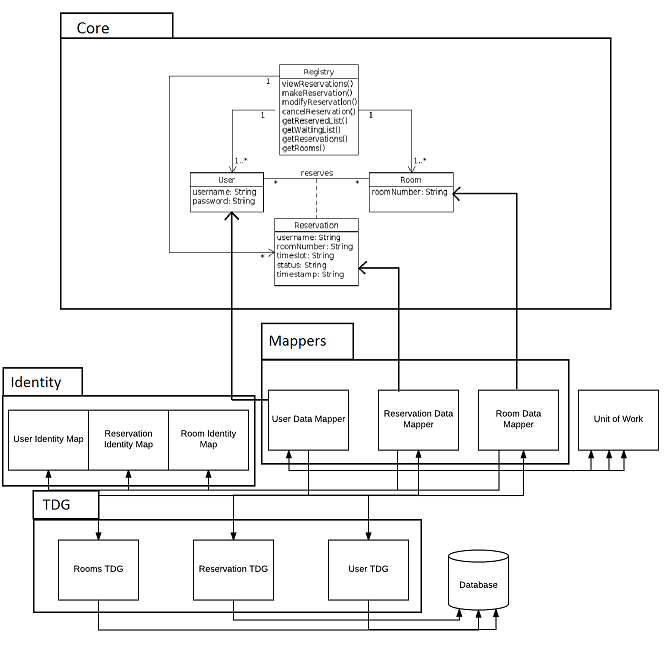 Core
Registry
viewReservations()
makeReservation()
modifyReservation()
cancelReservation()
getReservedList()
getWaitingList()
getReservations()
getRooms()
1
1
1
1..*
1..*
reserves
User
*
*
Room
username: String
password: String
roomNumber: String
Reservation
username: String
roomNumber: String
timeslot: String
status: String
timestamp: String
*
Mappers
Identity
User Identity Map
Reservation
Identity Map
Room Identity
Map
User Data Mapper
Reservation Data
Mapper
Room Data
Mapper
Unit of Work
TDG
Rooms TDG
Reservation TDG
User TDG
Database